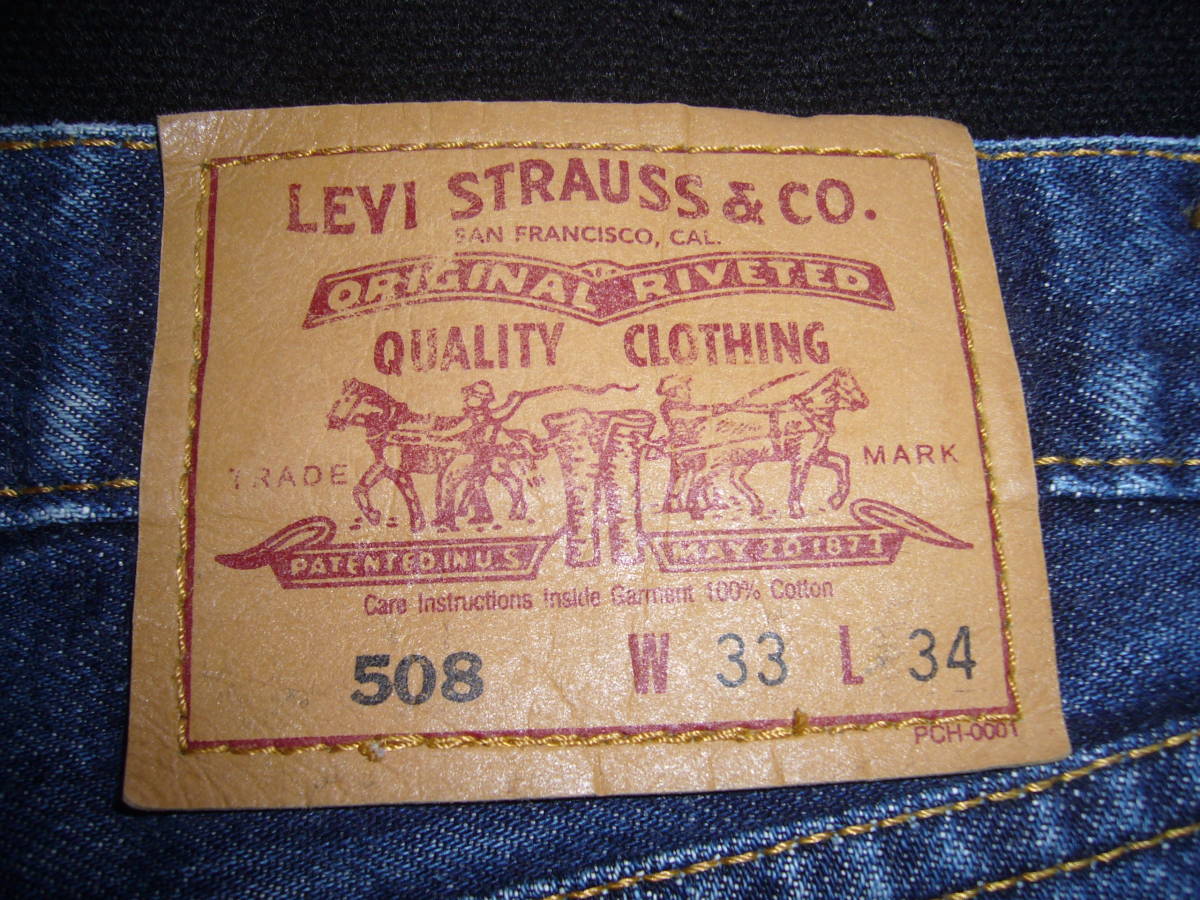 LEVI STRAUSS & CO.
SAN FRANCISCO, CAL.
ORIGINAL RIVETED
QUALITY CLOTHING
TRADE MARK
PATENTED IN U.S. MAY 20 1873
Care Instructions Inside Garment 100% Cotton
508 W 33 L 34
PCH-0001